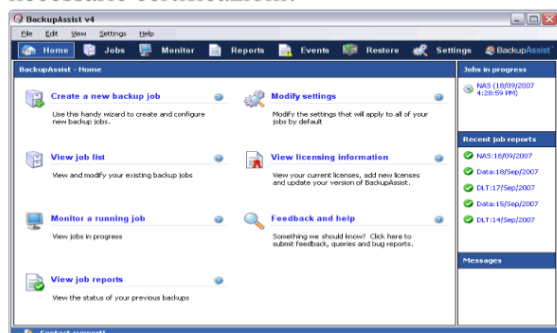 BackupAssist v4
File Edit View Settings Help
Home Jobs Monitor Reports Events Restore Settings BackupAssist
BackupAssist - Home
Create a new backup job
Use this handy wizard to create and configure
new backup jobs.
Modify settings
Modify the settings that will apply to all of your
jobs by default
View job list
View and modify your existing backup jobs
View licensing information
View your current licenses, add new licenses
and update your version of BackupAssist.
Monitor a running job
View jobs in progress
Feedback and help
Something we should know? Click here to
submit feedback, queries and bug reports.
View job reports
View the status of your previous backups
Jobs in progress
NAS (18/09/2007
4:28:59 PM)
Recent job reports
NAS:18/09/2007
Data:18/Sep/2007
DLT:17/Sep/2007
Data:15/Sep/2007
DLT:14/Sep/2007
Messages
Contact support!